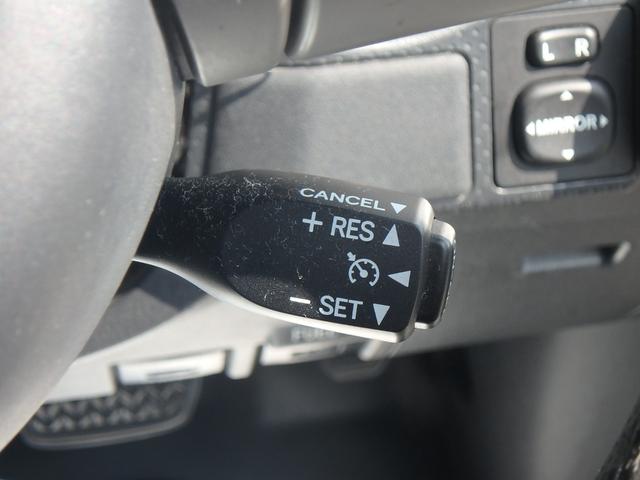 L R
MIRROR
CANCEL
+ RES
- SET